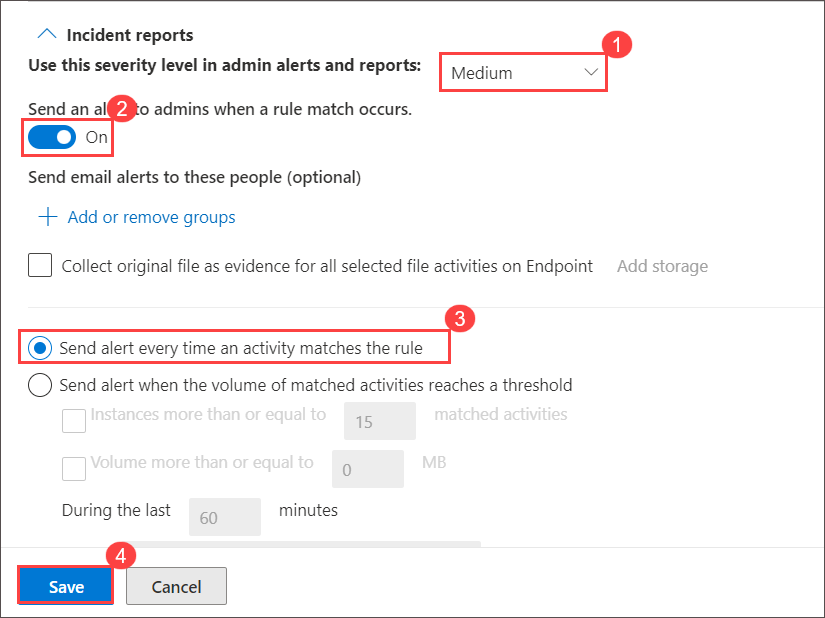 Incident reports
1
Use this severity level in admin alerts and reports: Medium
2
Send an al to admins when a rule match occurs.
On
Send email alerts to these people (optional)
Add or remove groups
Collect original file as evidence for all selected file activities on Endpoint Add storage
3
Send alert every time an activity matches the rule
Send alert when the volume of matched activities reaches a threshold
Instances more than or equal to 15 matched activities
Volume more than or equal to 0 MB
During the last 60 minutes
4
Save Cancel